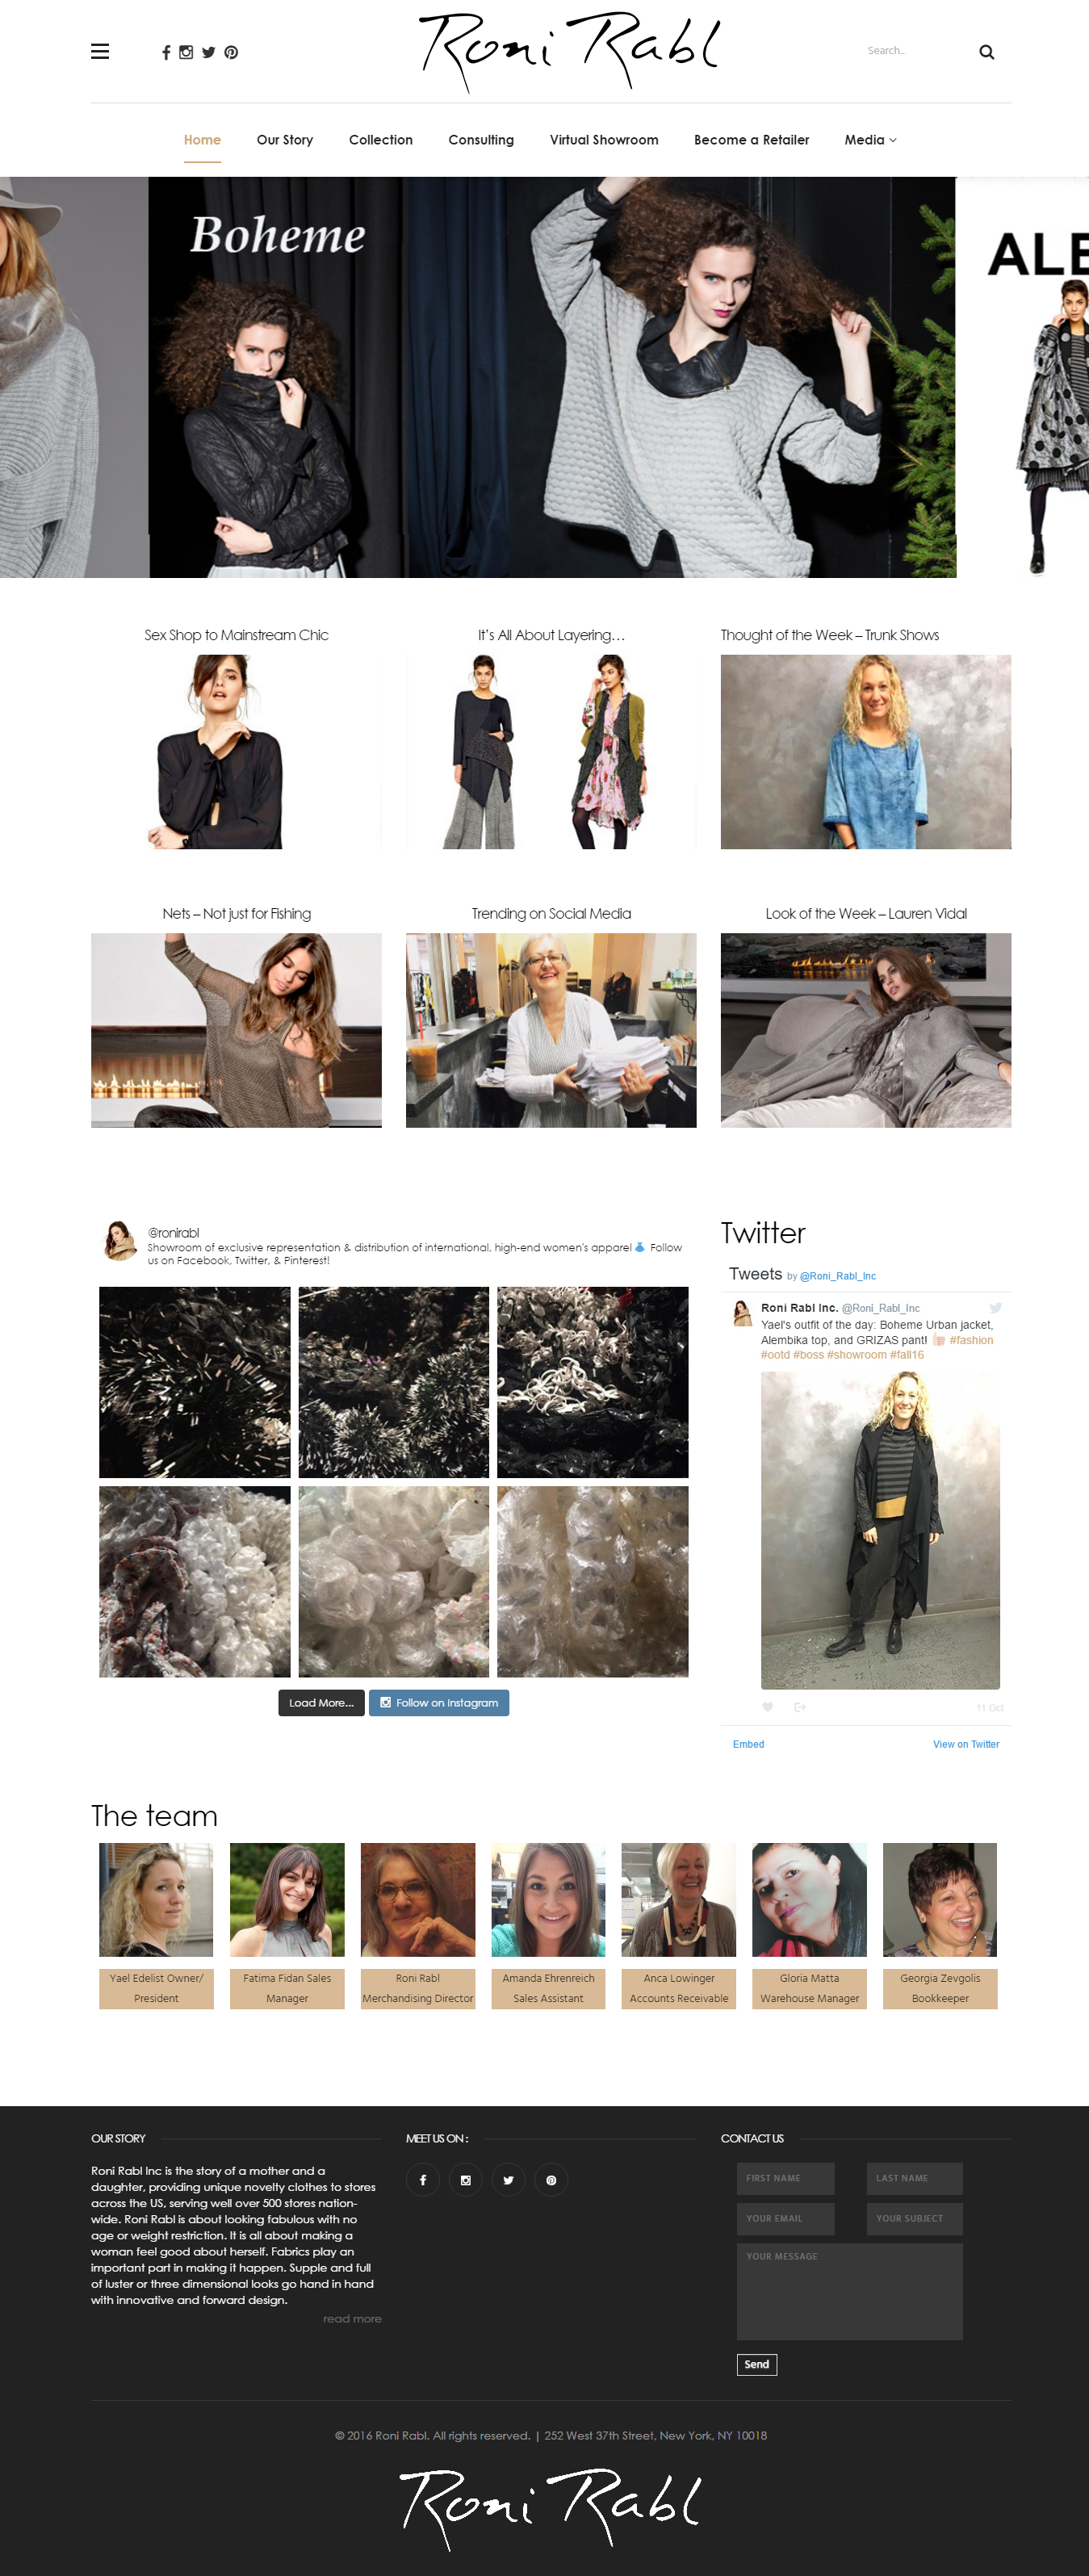 Roni Rabl
Search..
Home Our Story Collection Consulting Virtual Showroom Become a Retailer Media
Boheme
ALE
Sex Shop to Mainstream Chic
It's All About Layering…
Thought of the Week – Trunk Shows
Nets – Not just for Fishing
Trending on Social Media
Look of the Week – Lauren Vidal
@ronirabl
Showroom of exclusive representation & distribution of international, high-end women's apparel Follow
us on Facebook, Twitter, & Pinterest!
Load More...
Follow on Instagram
Twitter
Tweets by @Roni_Rabl_Inc
Roni Rabl Inc. @Roni_Rabl_Inc
Yael's outfit of the day: Boheme Urban jacket,
Alembika top, and GRIZAS pant! #fashion
#ootd #boss #showroom #fall16
11 Oct
Embed
View on Twitter
The team
Yael Edelist Owner/
President
Fatima Fidan Sales
Manager
Roni Rabl
Merchandising Director
Amanda Ehrenreich
Sales Assistant
Anca Lowinger
Accounts Receivable
Gloria Matta
Warehouse Manager
Georgia Zevgolis
Bookkeeper
OUR STORY
Roni Rabl Inc is the story of a mother and a
daughter, providing unique novelty clothes to stores
across the US, serving well over 500 stores nation-
wide. Roni Rabl is about looking fabulous with no
age or weight restriction. It is all about making a
woman feel good about herself. Fabrics play an
important part in making it happen. Supple and full
of luster or three dimensional looks go hand in hand
with innovative and forward design.
read more
MEET US ON :
CONTACT US
FIRST NAME
LAST NAME
YOUR EMAIL
YOUR SUBJECT
YOUR MESSAGE
Send
© 2016 Roni Rabl. All rights reserved. | 252 West 37th Street, New York, NY 10018
Roni Rabl